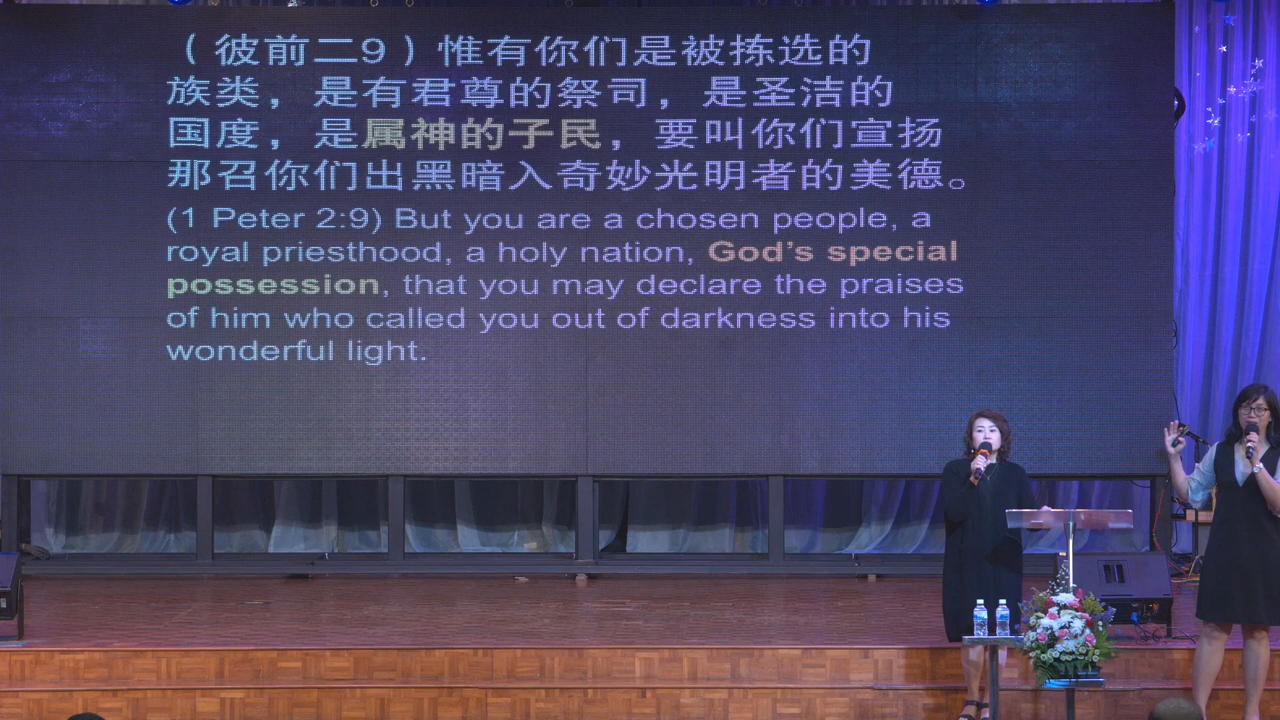 （彼前二9）惟有你们是被拣选的
族类，是有君尊的祭司，是圣洁的
国度，是属神的子民，要叫你们宣扬
那召你们出黑暗入奇妙光明者的美德。
(1 Peter 2:9) But you are a chosen people, a
royal priesthood, a holy nation, God’s special
possession, that you may declare the praises
of him who called you out of darkness into his
wonderful light.